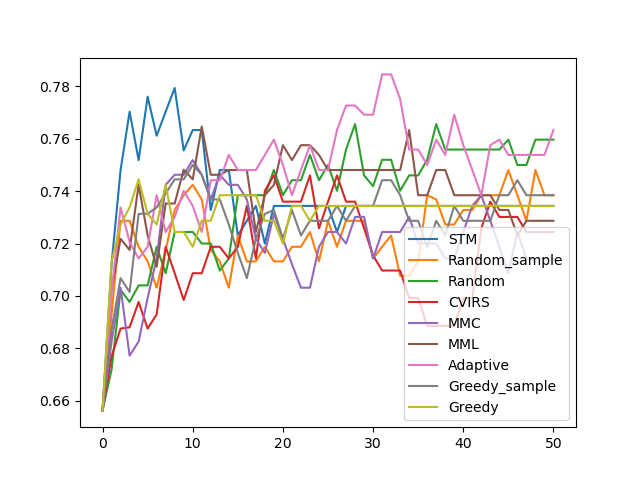 0.78
0.76
0.74
0.72
0.70
0.68
0.66
0 10 20 30 40 50
STM
Random_sample
Random
CVIRS
MMC
MML
Adaptive
Greedy_sample
Greedy